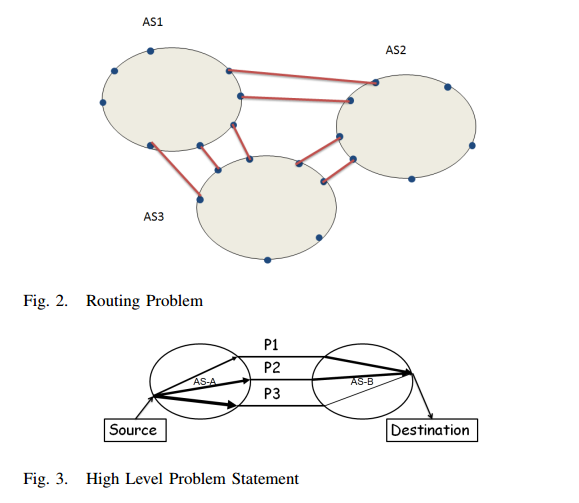 AS1
AS2
AS3
Fig. 2. Routing Problem
P1
P2
AS-A
AS-B
P3
Source
Destination
Fig. 3. High Level Problem Statement